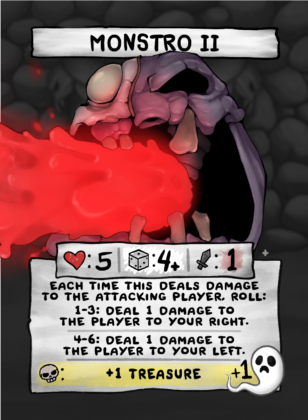 MONSTRO II
:5 :4+ :1
EACH TIME THIS DEALS DAMAGE
TO THE ATTACKING PLAYER, ROLL:
1-3: DEAL 1 DAMAGE TO
THE PLAYER TO YOUR RIGHT.
4-6: DEAL 1 DAMAGE TO
THE PLAYER TO YOUR LEFT.
: +1 TREASURE +1